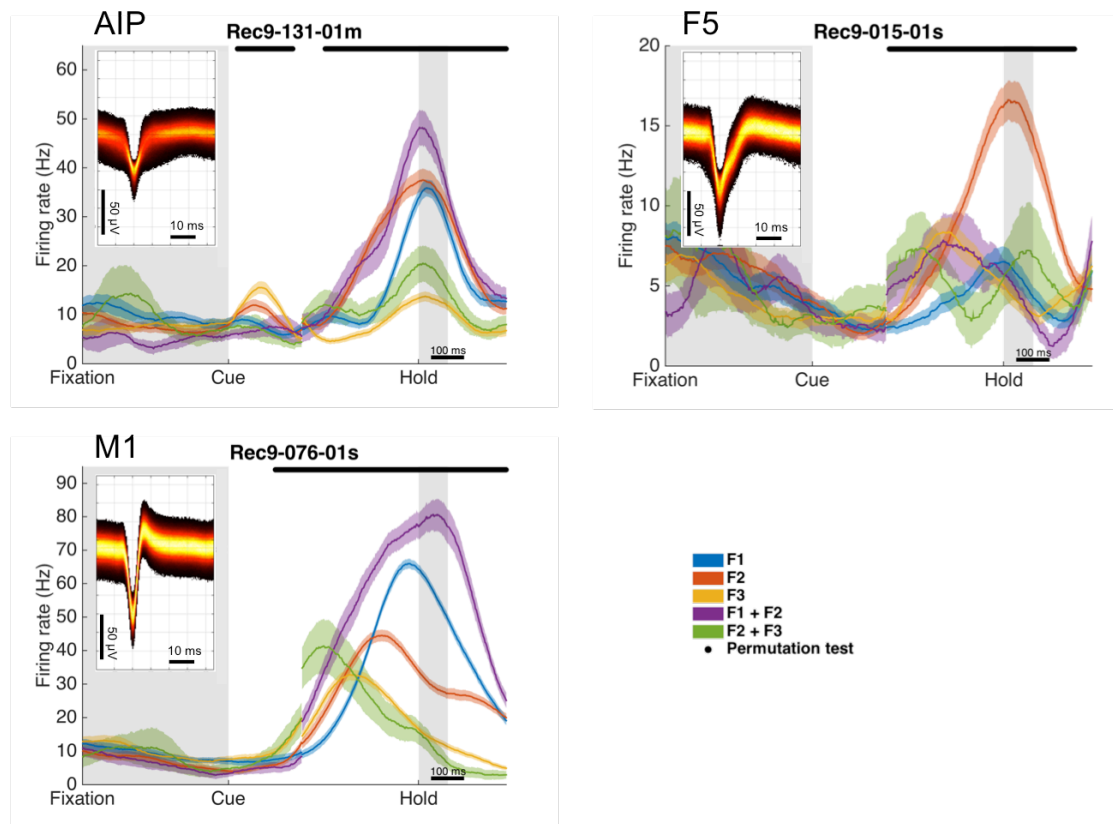 AIP
Rec9-131-01m
Firing rate (Hz)
60
50
40
30
20
10
0
50 µV
10 ms
100 ms
Fixation Cue Hold
F5
Rec9-015-01s
Firing rate (Hz)
20
15
10
5
0
50 µV
10 ms
100 ms
Fixation Cue Hold
M1
Rec9-076-01s
Firing rate (Hz)
90
80
70
60
50
40
30
20
10
0
50 µV
10 ms
100 ms
Fixation Cue Hold
F1
F2
F3
F1 + F2
F2 + F3
Permutation test